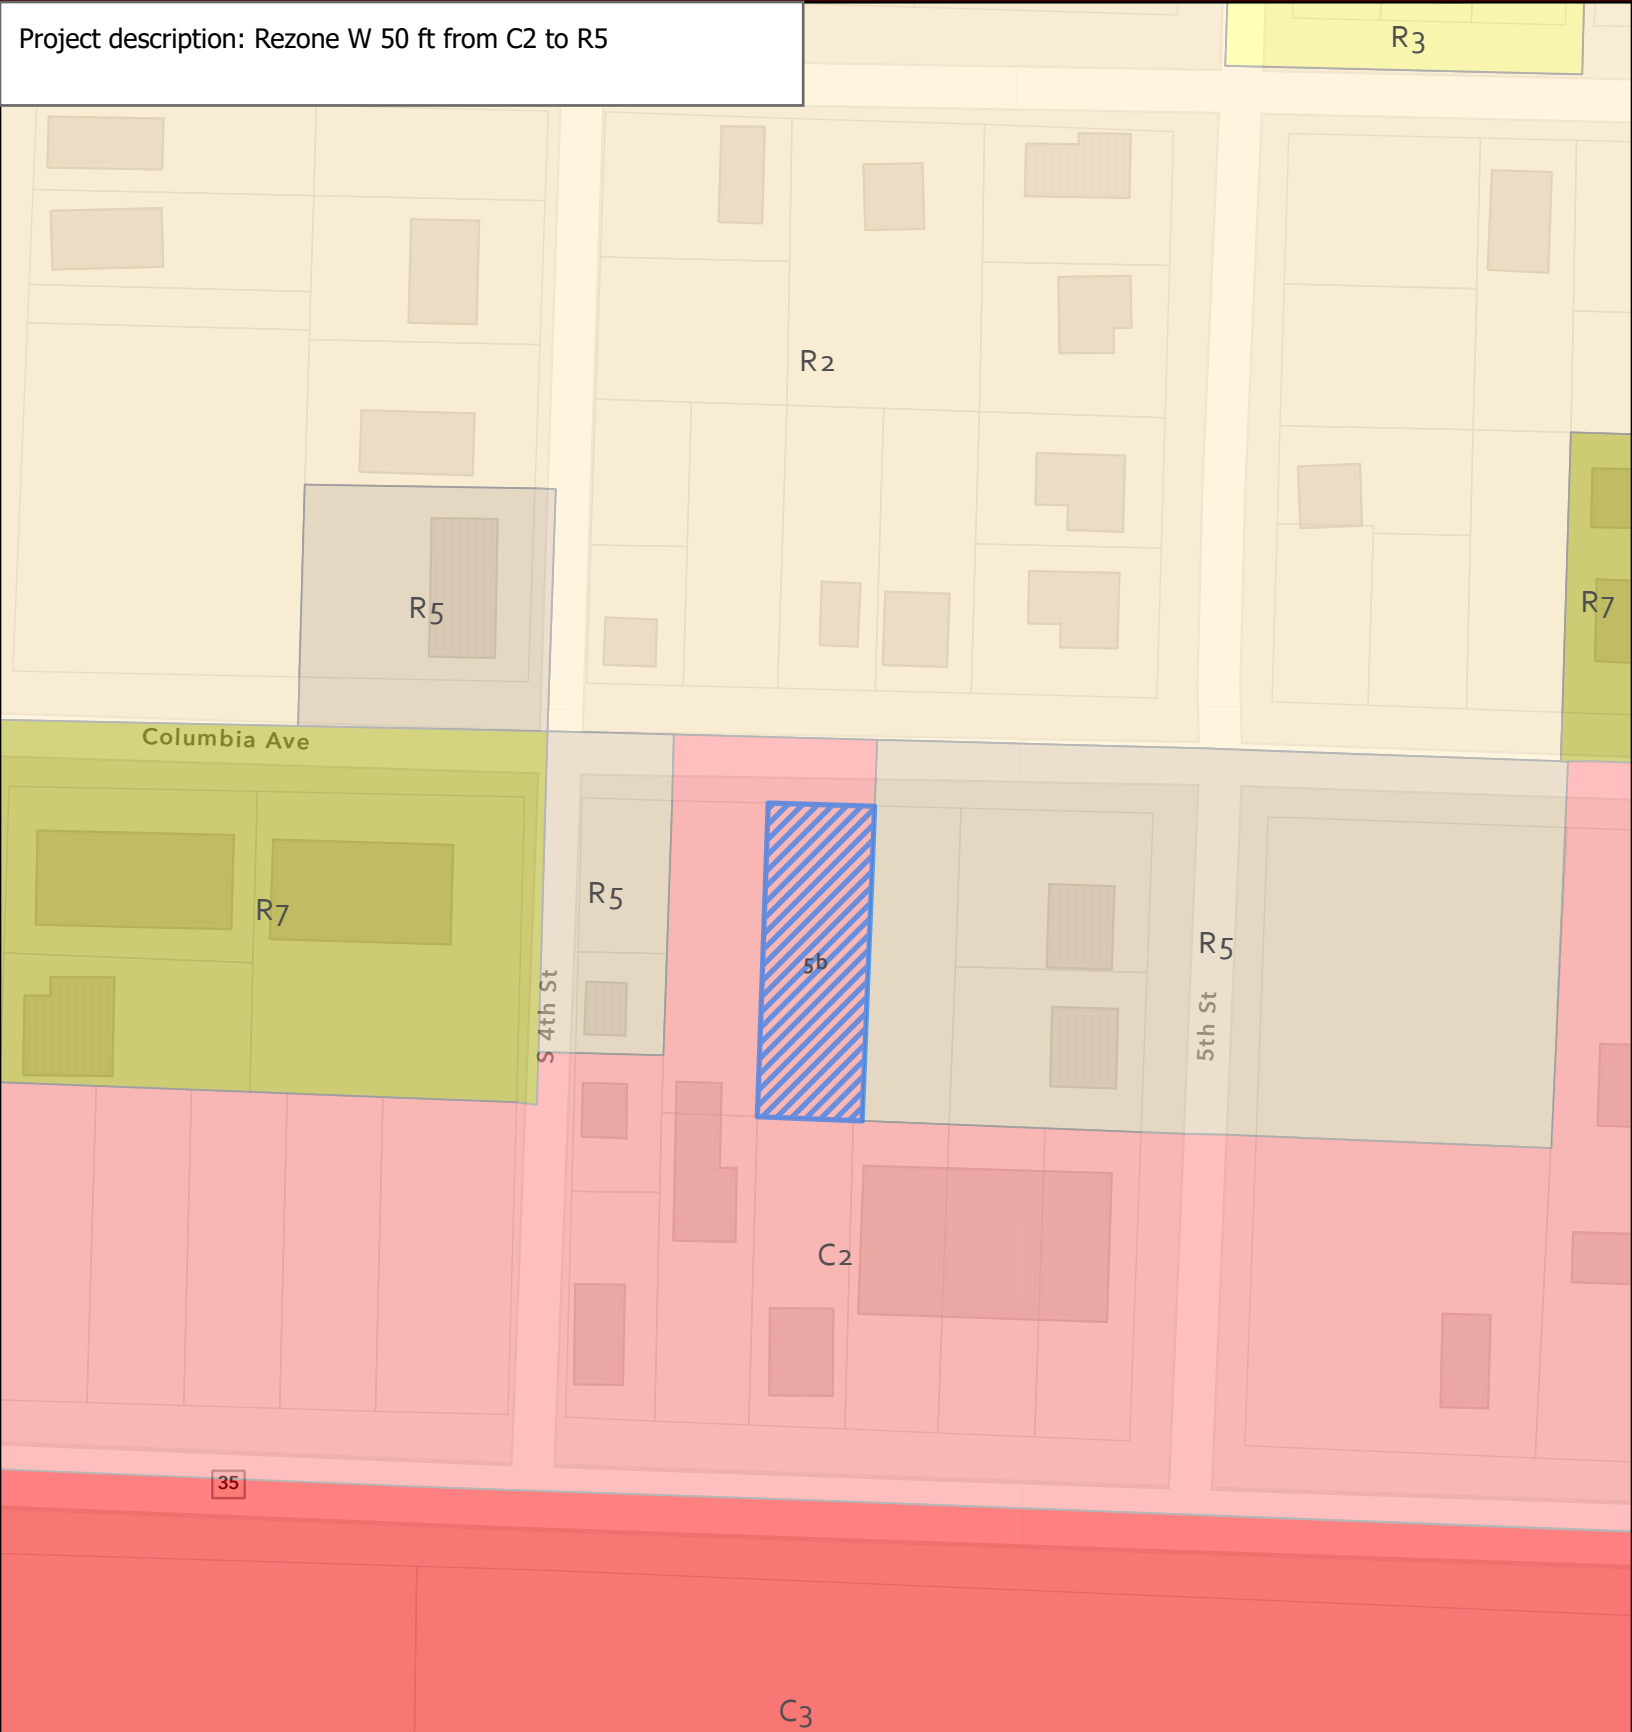 Project description: Rezone W 50 ft from C2 to R5
R3
R2
R5
R7
Columbia Ave
R7
R5
S 4th St
5b
R5
5th St
C2
35
C3